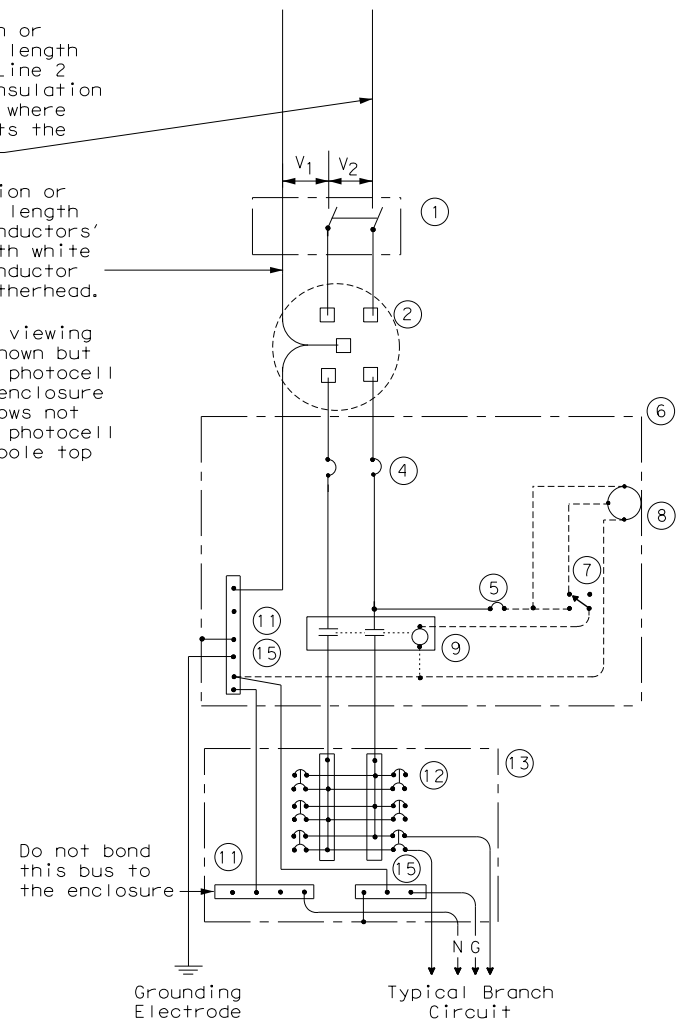 n or
length
Line 2
nsulation
where
ts the
ion or
length
nductors'
th white
nductor
therhead.
viewing
hown but
photocell
enclosure
ows not
photocell
pole top
V1
V2
1
2
6
4
8
7
5
11
9
15
13
12
11
15
Do not bond
this bus to
the enclosure
N G
Grounding
Electrode
Typical Branch
Circuit